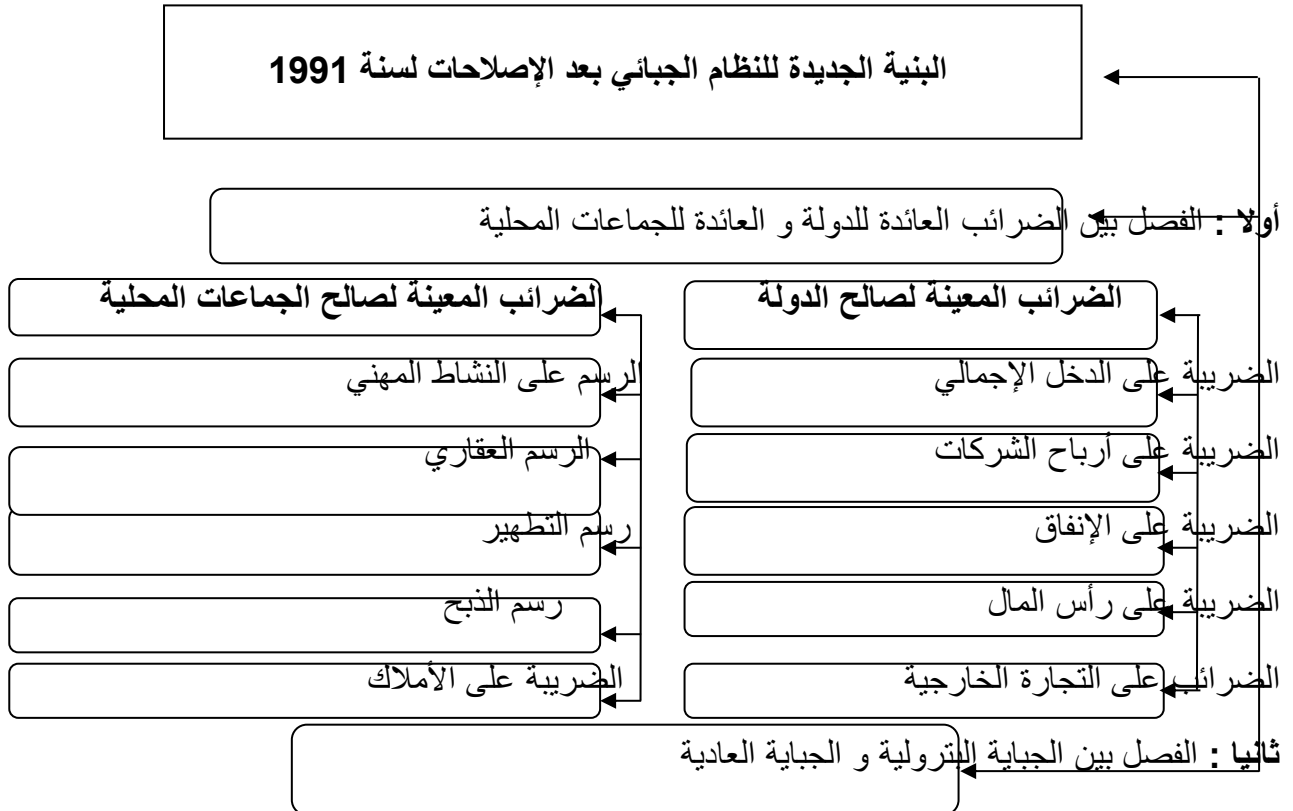 البنية الجديدة للنظام الجبائي بعد الإصلاحات لسنة 1991
أولا : الفصل بين الضرائب العائدة للدولة و العائدة للجماعات المحلية
الضرائب المعينة لصالح الدولة
الضرائب المعينة لصالح الجماعات المحلية
الضريبة على الدخل الإجمالي
الرسم على النشاط المهني
الضريبة على أرباح الشركات
الرسم العقاري
الضريبة على الإنفاق
رسم التطهير
الضريبة على رأس المال
رسم الذبح
الضرائب على التجارة الخارجية
الضريبة على الأملاك
ثانيا : الفصل بين الجباية البترولية و الجباية العادية